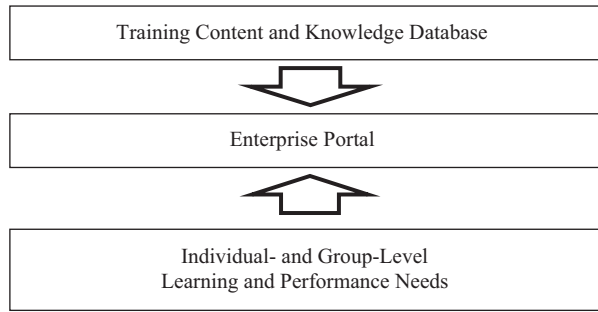 Training Content and Knowledge Database
Enterprise Portal
Individual- and Group-Level
Learning and Performance Needs